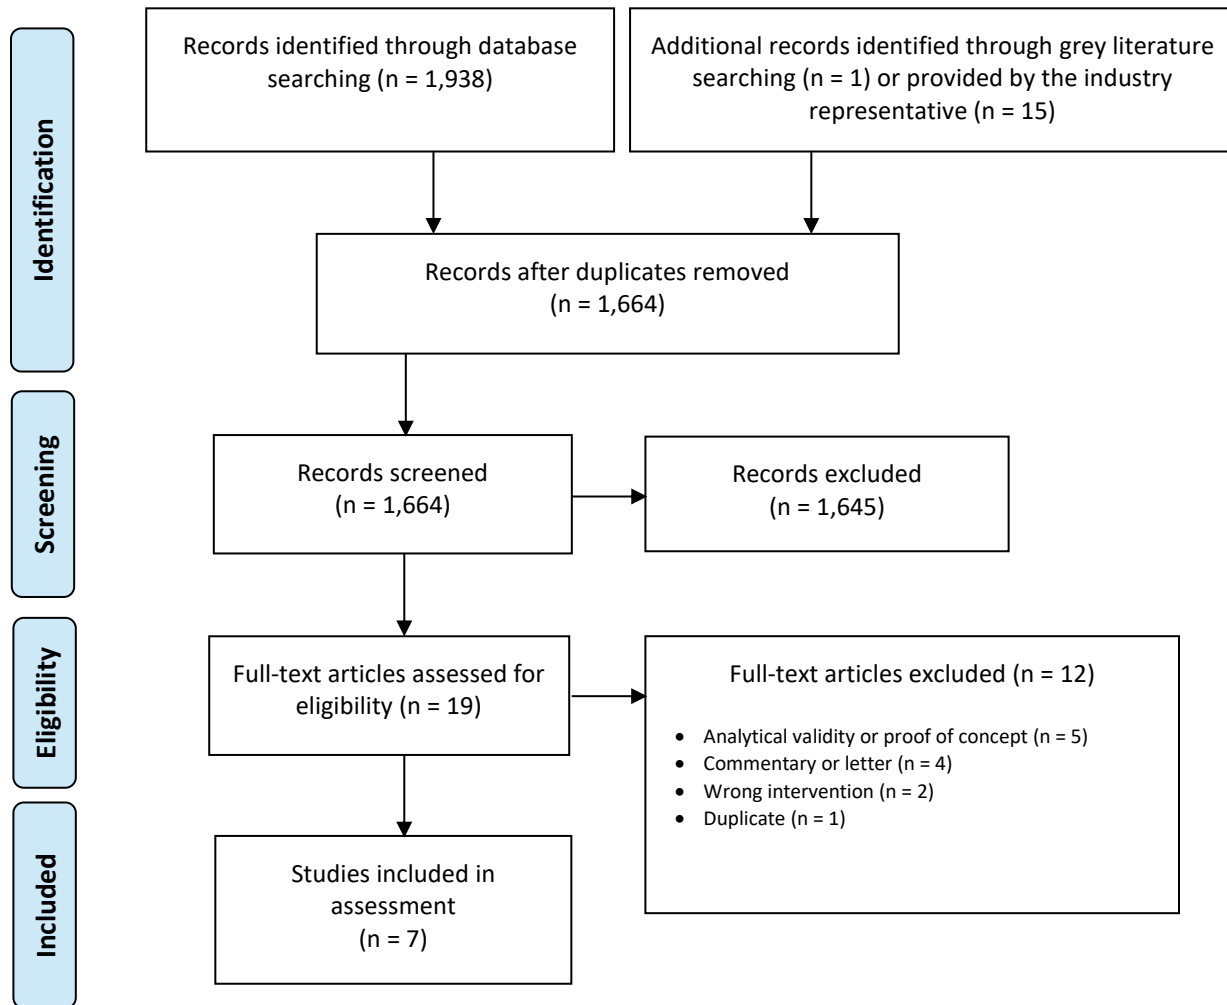 Identification
Records identified through database
searching (n = 1,938)
Additional records identified through grey literature
searching (n = 1) or provided by the industry
representative (n = 15)
Records after duplicates removed
(n = 1,664)
Screening
Records screened
(n = 1,664)
Records excluded
(n = 1,645)
Eligibility
Full-text articles assessed for
eligibility (n = 19)
Full-text articles excluded (n = 12)
• Analytical validity or proof of concept (n = 5)
• Commentary or letter (n = 4)
• Wrong intervention (n = 2)
• Duplicate (n = 1)
Included
Studies included in
assessment
(n = 7)